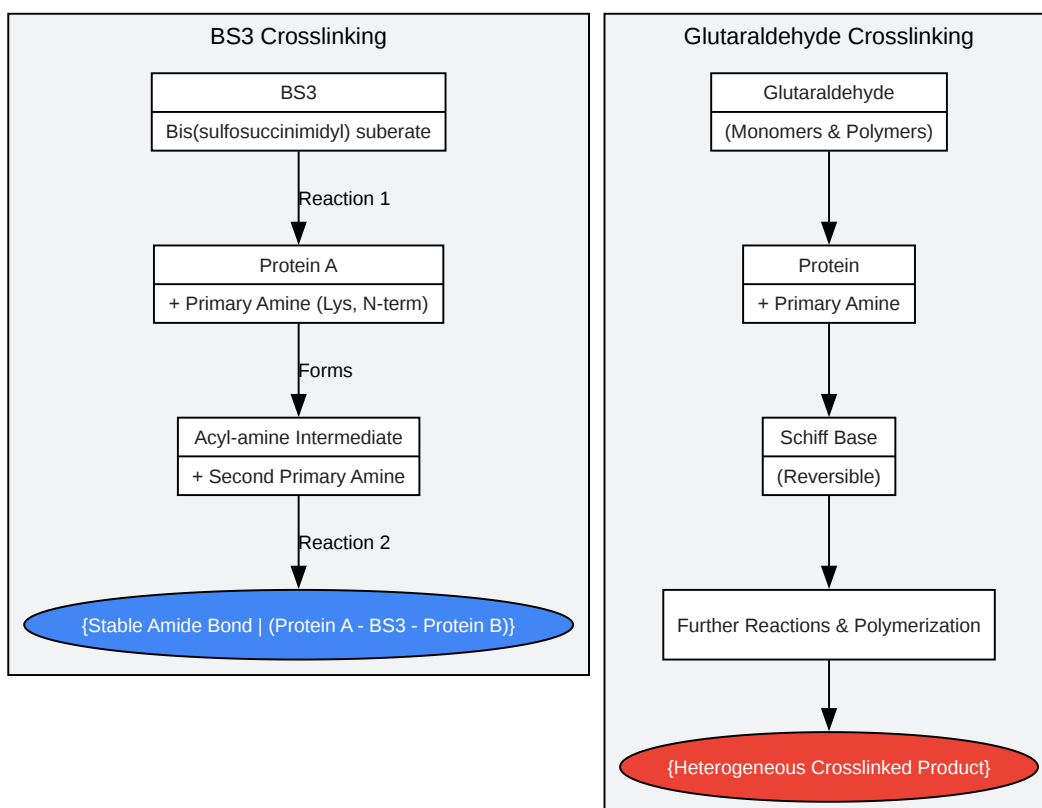 BS3 Crosslinking
BS3
Bis(sulfosuccinimidyl) suberate
Reaction 1
Protein A
+ Primary Amine (Lys, N-term)
Forms
Acyl-amine Intermediate
+ Second Primary Amine
Reaction 2
{Stable Amide Bond | (Protein A - BS3 - Protein B)}
Glutaraldehyde Crosslinking
Glutaraldehyde
(Monomers & Polymers)
Protein
+ Primary Amine
Schiff Base
(Reversible)
Further Reactions & Polymerization
{Heterogeneous Crosslinked Product}